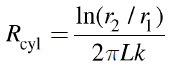 R_cyl = ln(r_2 / r_1) / 2πLk